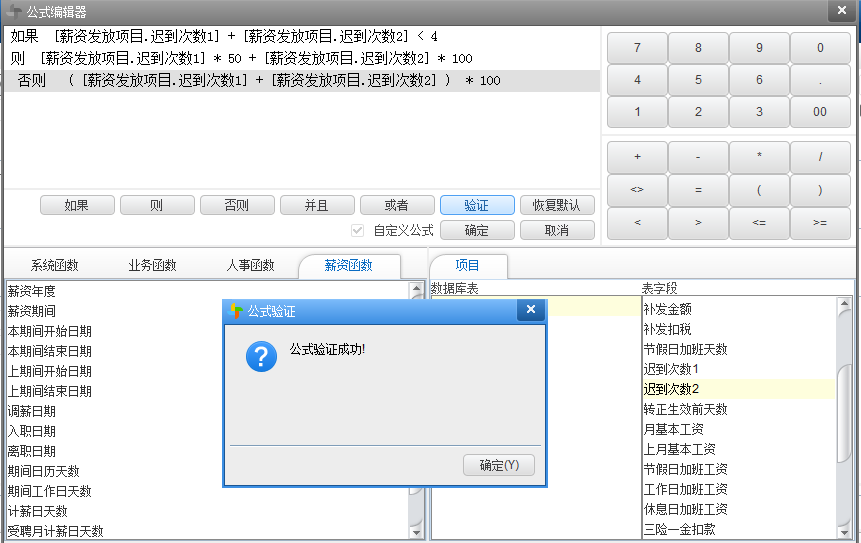 公式编辑器
如果 [薪资发放项目.迟到次数1] + [薪资发放项目.迟到次数2] < 4
则 [薪资发放项目.迟到次数1] * 50 + [薪资发放项目.迟到次数2] * 100
否则 ( [薪资发放项目.迟到次数1] + [薪资发放项目.迟到次数2] ) * 100
7 8 9 0
4 5 6 .
1 2 3 00
+ - * /
<> = ( )
< > <= >=
如果 则 否则 并且 或者 验证 恢复默认
自定义公式 确定 取消
系统函数 业务函数 人事函数 薪资函数
薪资年度
薪资期间
本期间开始日期
本期间结束日期
上期间开始日期
上期间结束日期
调薪日期
入职日期
离职日期
期间日历天数
期间工作日天数
计薪日天数
受聘月计薪日天数
项目
数据库表 表字段
补发金额
补发扣税
节假日加班天数
迟到次数1
迟到次数2
转正生效前天数
月基本工资
上月基本工资
节假日加班工资
工作日加班工资
休息日加班工资
三险一金扣款
公式验证
公式验证成功!
确定(Y)